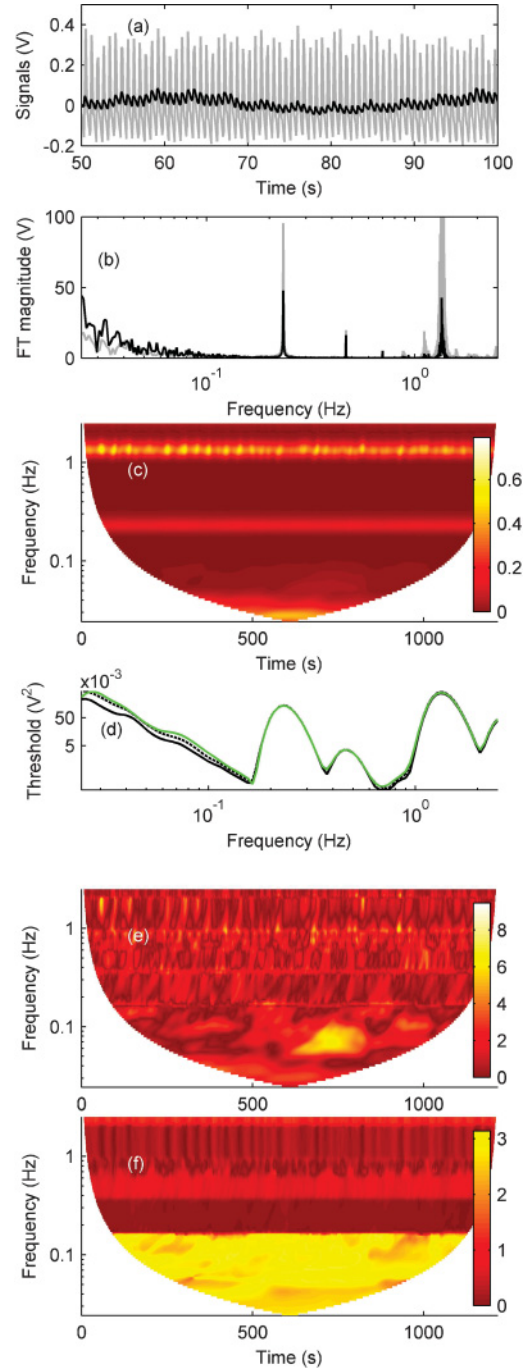 (a)
Signals (V)
0.4
0.2
0
-0.2
50 60 70 80 90 100
Time (s)
(b)
FT magnitude (V)
100
50
0
10⁻¹ 10⁰
Frequency (Hz)
(c)
Frequency (Hz)
1
0.1
0 500 1000
Time (s)
0.6
0.4
0.2
0
x10⁻³
(d)
Threshold (V²)
50
5
10⁻¹ 10⁰
Frequency (Hz)
(e)
Frequency (Hz)
1
0.1
0 500 1000
8
6
4
2
0
(f)
Frequency (Hz)
1
0.1
0 500 1000
Time (s)
3
2
1
0